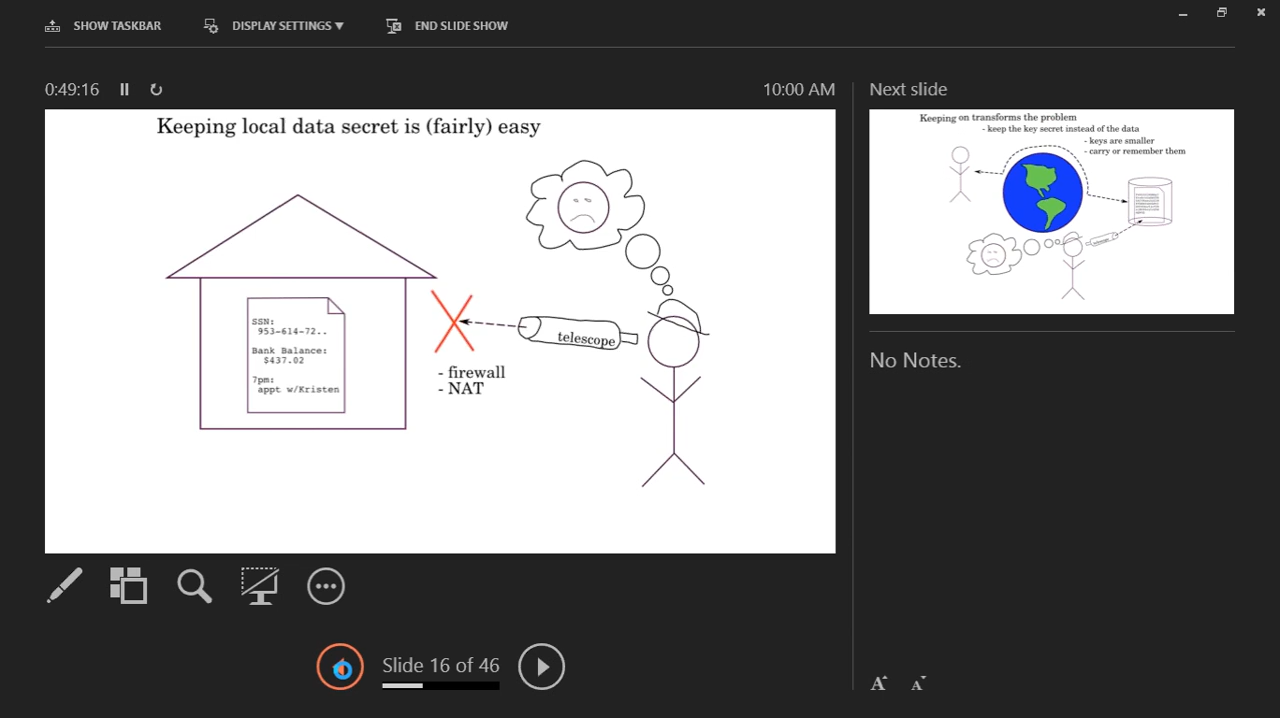 SHOW TASKBAR
DISPLAY SETTINGS
END SLIDE SHOW
0:49:16
10:00 AM
Keeping local data secret is (fairly) easy
SSN:
953-614-72..
Bank Balance:
$437.02
7pm:
appt w/Kristen
telescope
- firewall
- NAT
Next slide
Keeping on transforms the problem
- keep the key secret instead of the data
- keys are smaller
- carry or remember them
No Notes.
Slide 16 of 46
A A